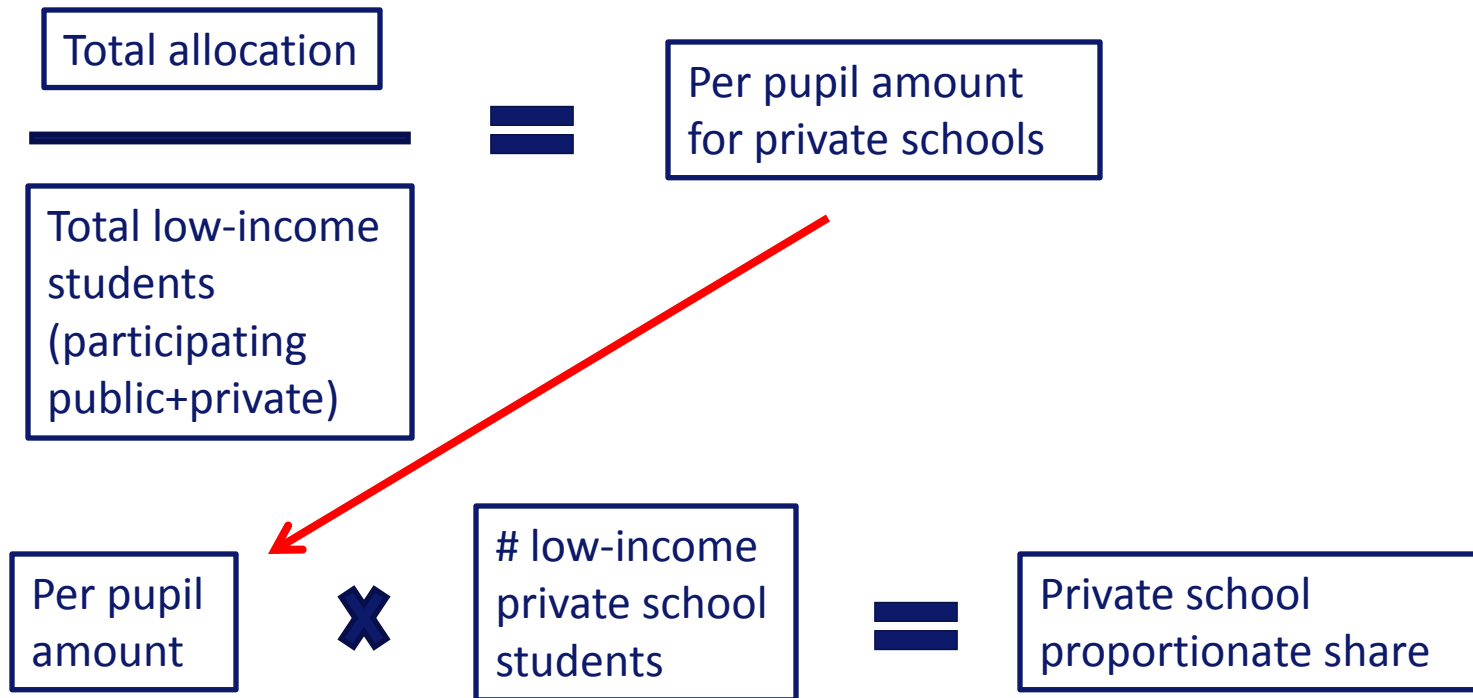 Total allocation
Per pupil amount
for private schools
Total low-income
students
(participating
public+private)
Per pupil
amount
# low-income
private school
students
Private school
proportionate share